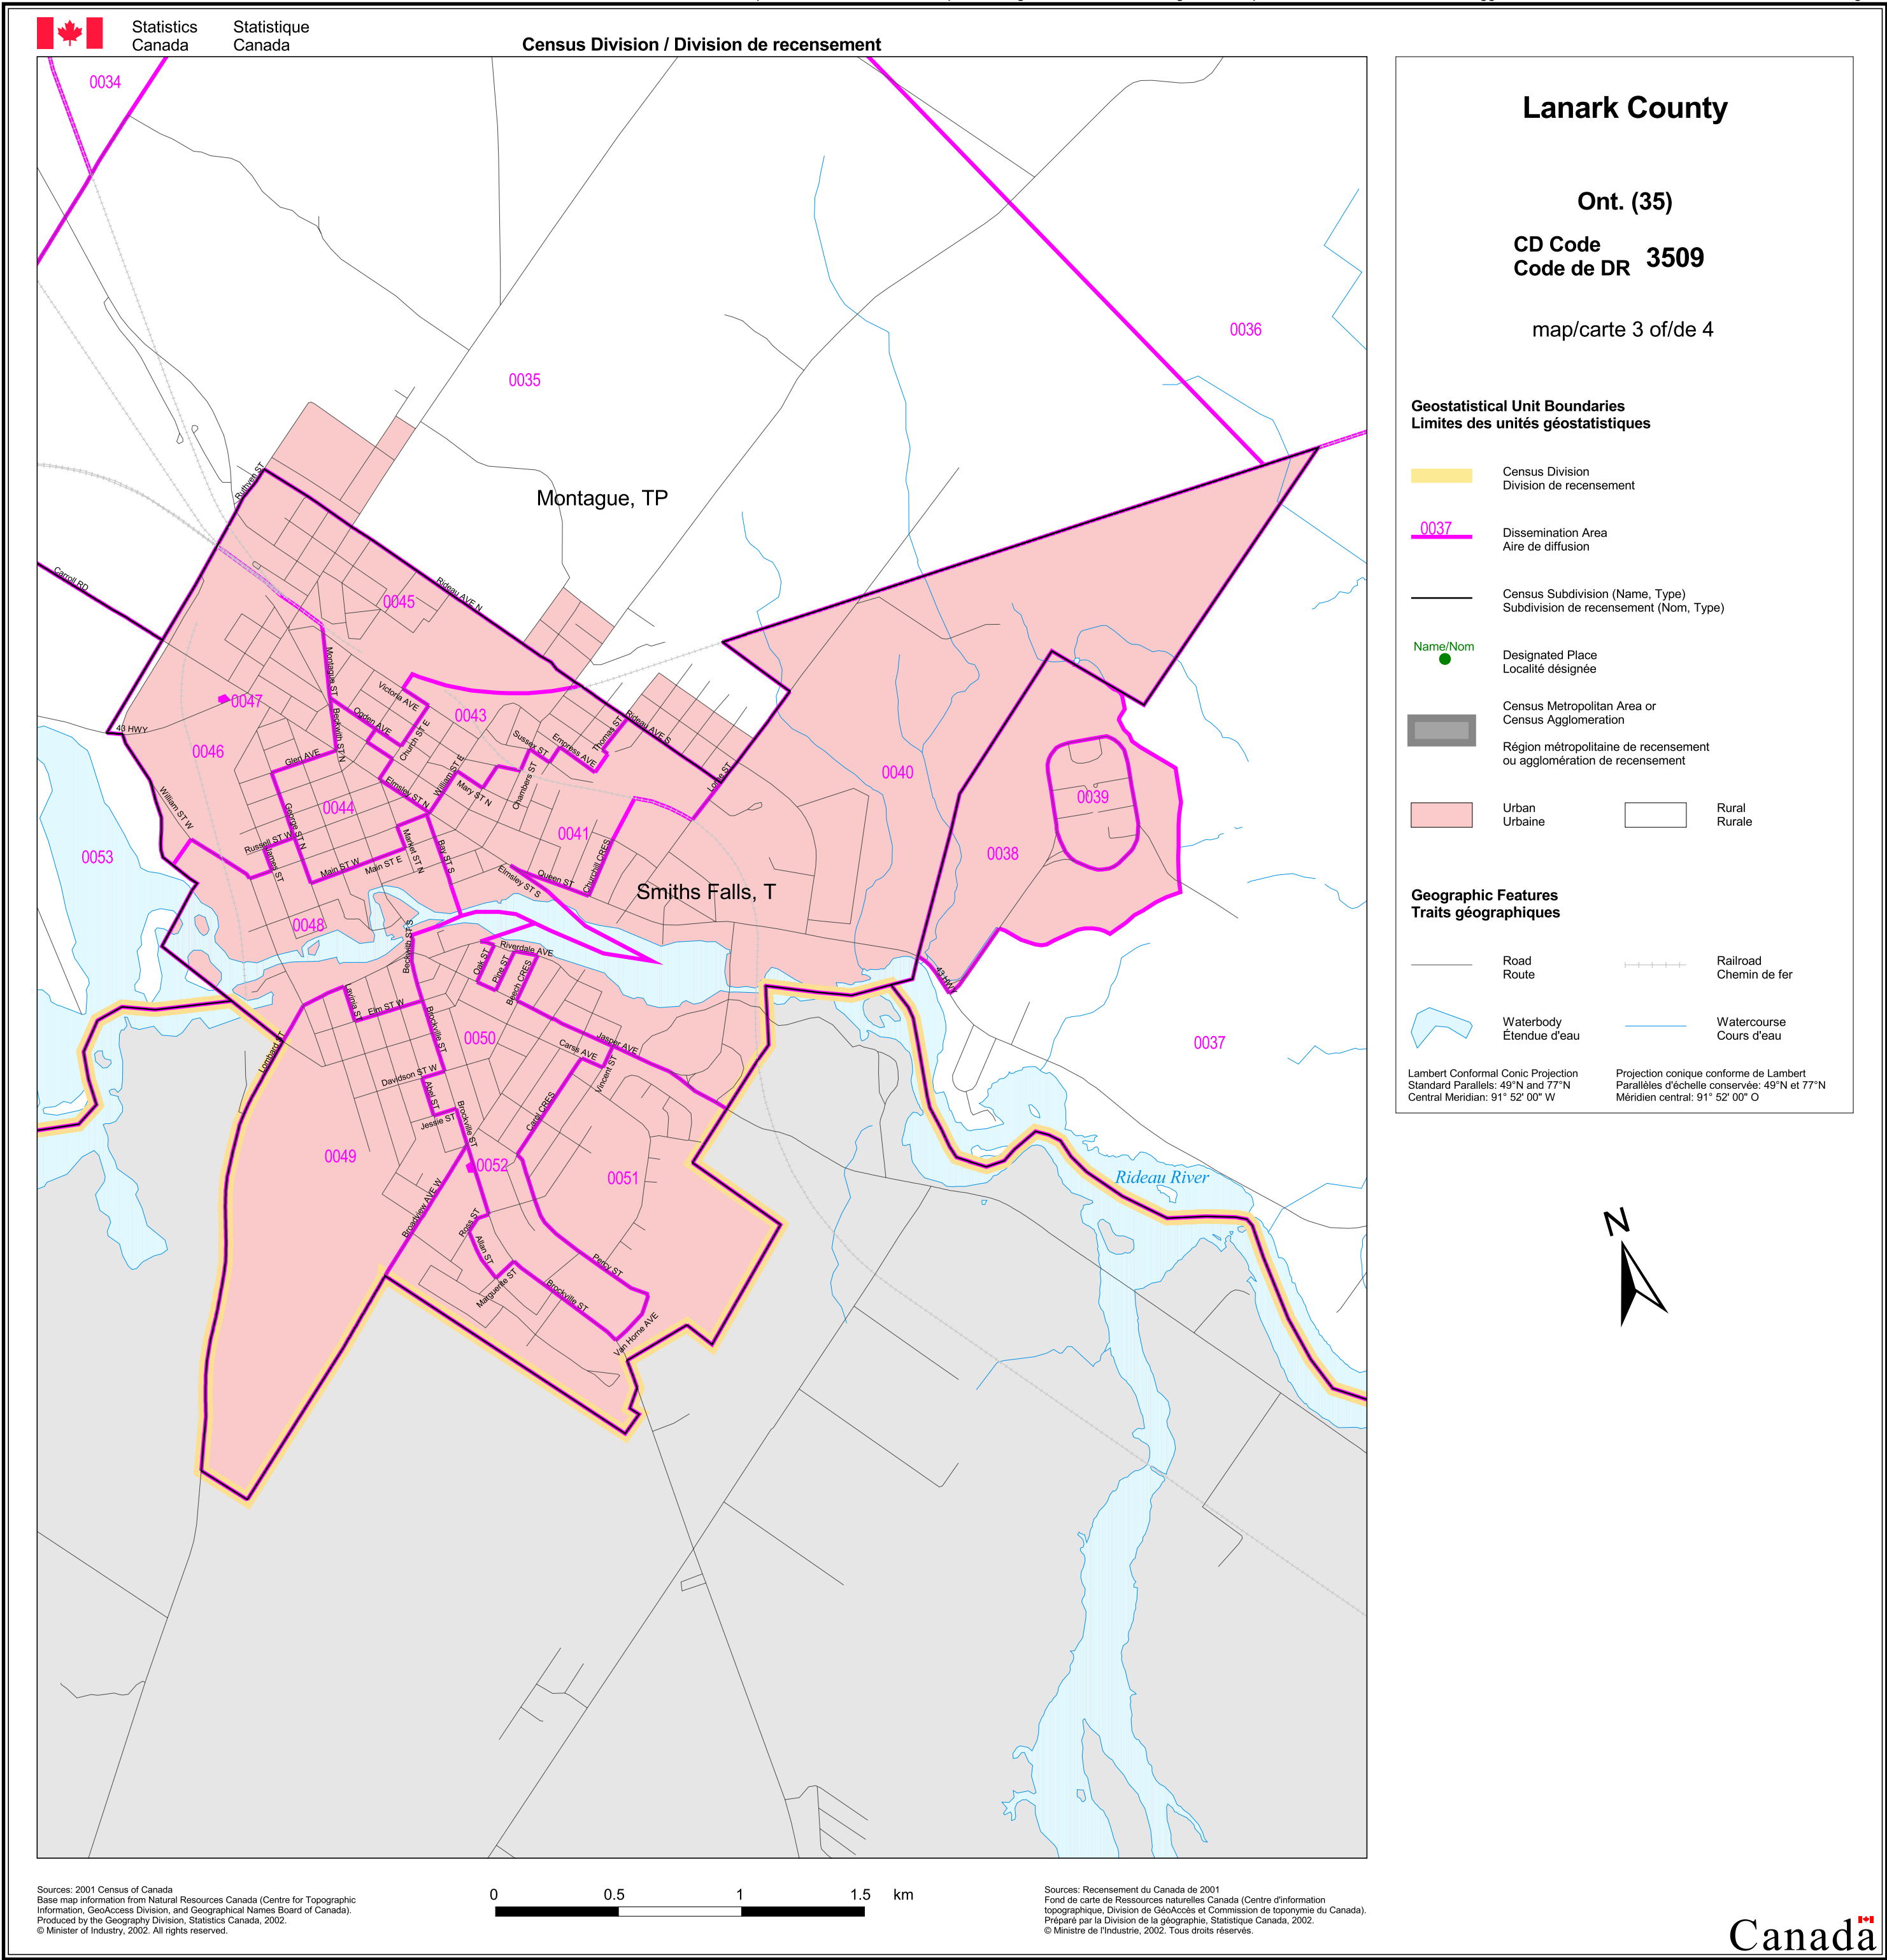 Statistics Canada
Statistique Canada
Census Division / Division de recensement
0034
0035
0036
Montague, TP
Ruthven ST
Carroll RD
Rideau AVE N
0045
Montague ST
Victoria AVE
0047
0043
Ogden AVE
Beckwith ST N
Church ST E
Thomas ST
Rideau AVE S
43 HWY
0046
Sussex ST
Empress AVE
Glen AVE
William ST E
Lorne ST
0040
Elmsley ST N
Mary ST N
Chambers ST
0039
William ST W
George ST N
0044
0041
Russell ST W
Market ST N
Bay ST S
0053
James ST
Main ST W
Main ST E
Churchill CRES
0038
Elmsley ST S
Queen ST
Smiths Falls, T
0048
Beckwith ST S
Riverdale AVE
Oak ST
Pine ST
Beech CRES
43 HWY
Lavinia ST
Elm ST W
Brockville ST
0050
Jasper AVE
Carss AVE
0037
Lombard ST
Vincent ST
Davidson ST W
Abel ST
Carol CRES
Jessie ST
Brockville ST
0049
0052
0051
Rideau River
Broadview AVE W
Ross ST
Allan ST
Percy ST
Marguerite ST
Brockville ST
Van Horne AVE
Lanark County
Ont. (35)
CD Code
Code de DR
3509
map/carte 3 of/de 4
Geostatistical Unit Boundaries
Limites des unités géostatistiques
Census Division
Division de recensement
0037
Dissemination Area
Aire de diffusion
Census Subdivision (Name, Type)
Subdivision de recensement (Nom, Type)
Name/Nom
Designated Place
Localité désignée
Census Metropolitan Area or
Census Agglomeration
Région métropolitaine de recensement
ou agglomération de recensement
Urban
Urbaine
Rural
Rurale
Geographic Features
Traits géographiques
Road
Route
Railroad
Chemin de fer
Waterbody
Étendue d'eau
Watercourse
Cours d'eau
Lambert Conformal Conic Projection
Standard Parallels: 49°N and 77°N
Central Meridian: 91° 52' 00" W
Projection conique conforme de Lambert
Parallèles d'échelle conservée: 49°N et 77°N
Méridien central: 91° 52' 00" O
N
Sources: 2001 Census of Canada
Base map information from Natural Resources Canada (Centre for Topographic
Information, GeoAccess Division, and Geographical Names Board of Canada).
Produced by the Geography Division, Statistics Canada, 2002.
© Minister of Industry, 2002. All rights reserved.
0 0.5 1 1.5 km
Sources: Recensement du Canada de 2001
Fond de carte de Ressources naturelles Canada (Centre d'information
topographique, Division de GéoAccès et Commission de toponymie du Canada).
Préparé par la Division de la géographie, Statistique Canada, 2002.
© Ministre de l'Industrie, 2002. Tous droits réservés.
Canada